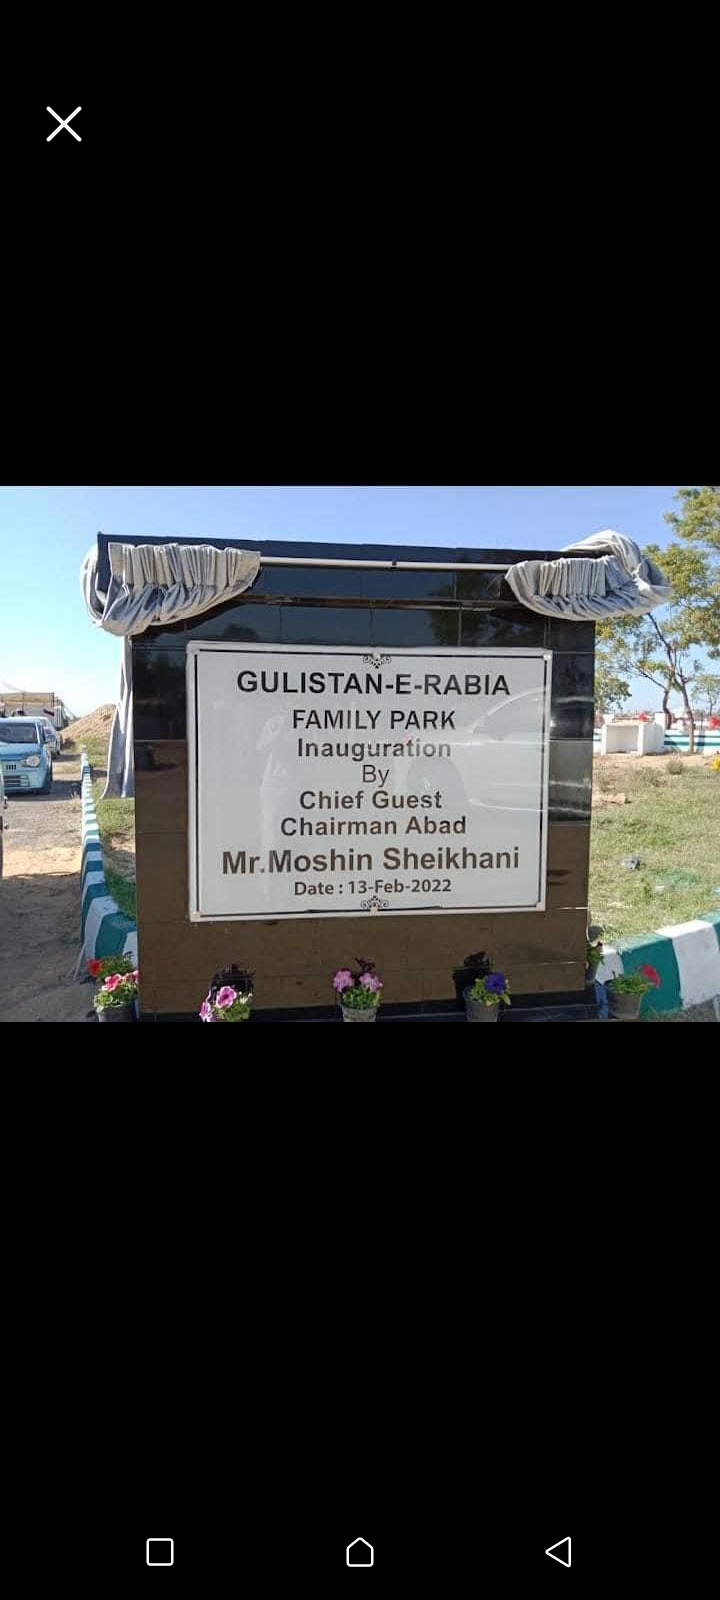 GULISTAN-E-RABIA
FAMILY PARK
Inauguration
By
Chief Guest
Chairman Abad
Mr.Moshin Sheikhani
Date : 13-Feb-2022